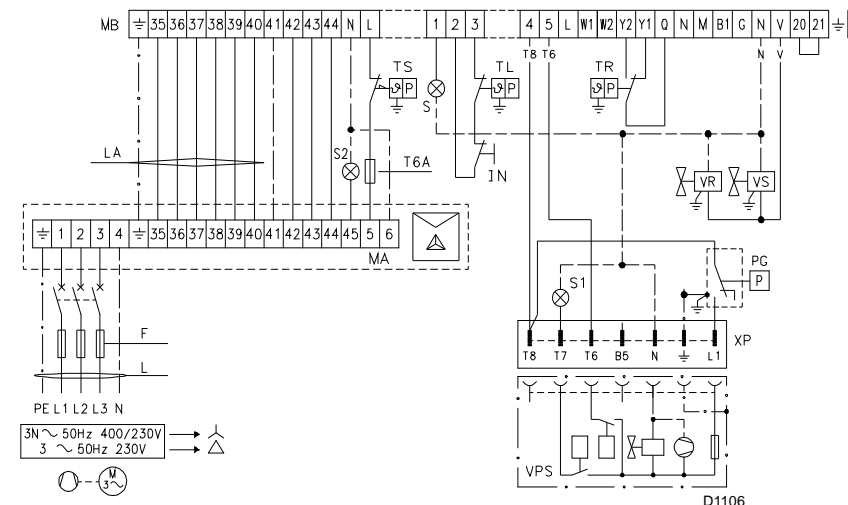 MB ⏚ 35 36 37 38 39 40 41 42 43 44 N L 1 2 3 4 5 L W1 W2 Y2 Y1 Q N M B1 G N V 20 21 ⏚
T8 T6 N V
TS TL TR
ϑ P ϑ P ϑ P
S
LA S2 T6A IN
VR VS
⏚ 1 2 3 4 ⏚ 35 36 37 38 39 40 41 42 43 44 45 5 6
MA
PG
P
S1
F
XP
T8 T7 T6 B5 N ⏚ L1
L
PE L1 L2 L3 N
3N ~ 50Hz 400/230V
3 ~ 50Hz 230V
VPS
M
3~
D1106